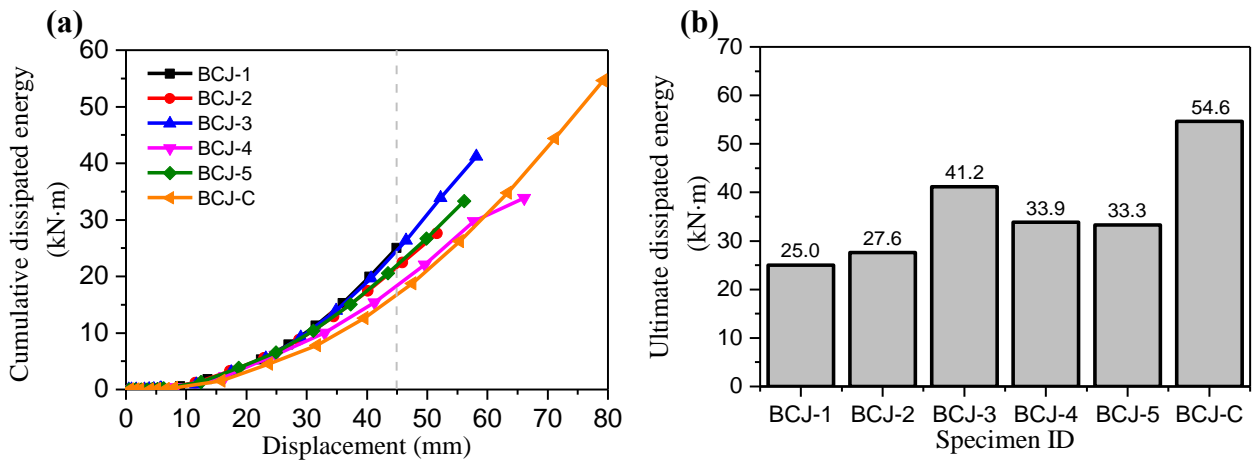 (a)
Cumulative dissipated energy
(kN·m)
60
50
40
30
20
10
0
BCJ-1
BCJ-2
BCJ-3
BCJ-4
BCJ-5
BCJ-C
0 10 20 30 40 50 60 70 80
Displacement (mm)
(b)
Ultimate dissipated energy
(kN·m)
70
60
50
40
30
20
10
0
25.0 27.6 41.2 33.9 33.3 54.6
BCJ-1 BCJ-2 BCJ-3 BCJ-4 BCJ-5 BCJ-C
Specimen ID